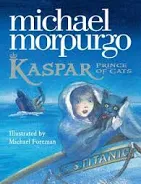 michael
morpurgo
KASPAR
PRINCE OF CATS
Illustrated by
Michael Foreman
TITANIC